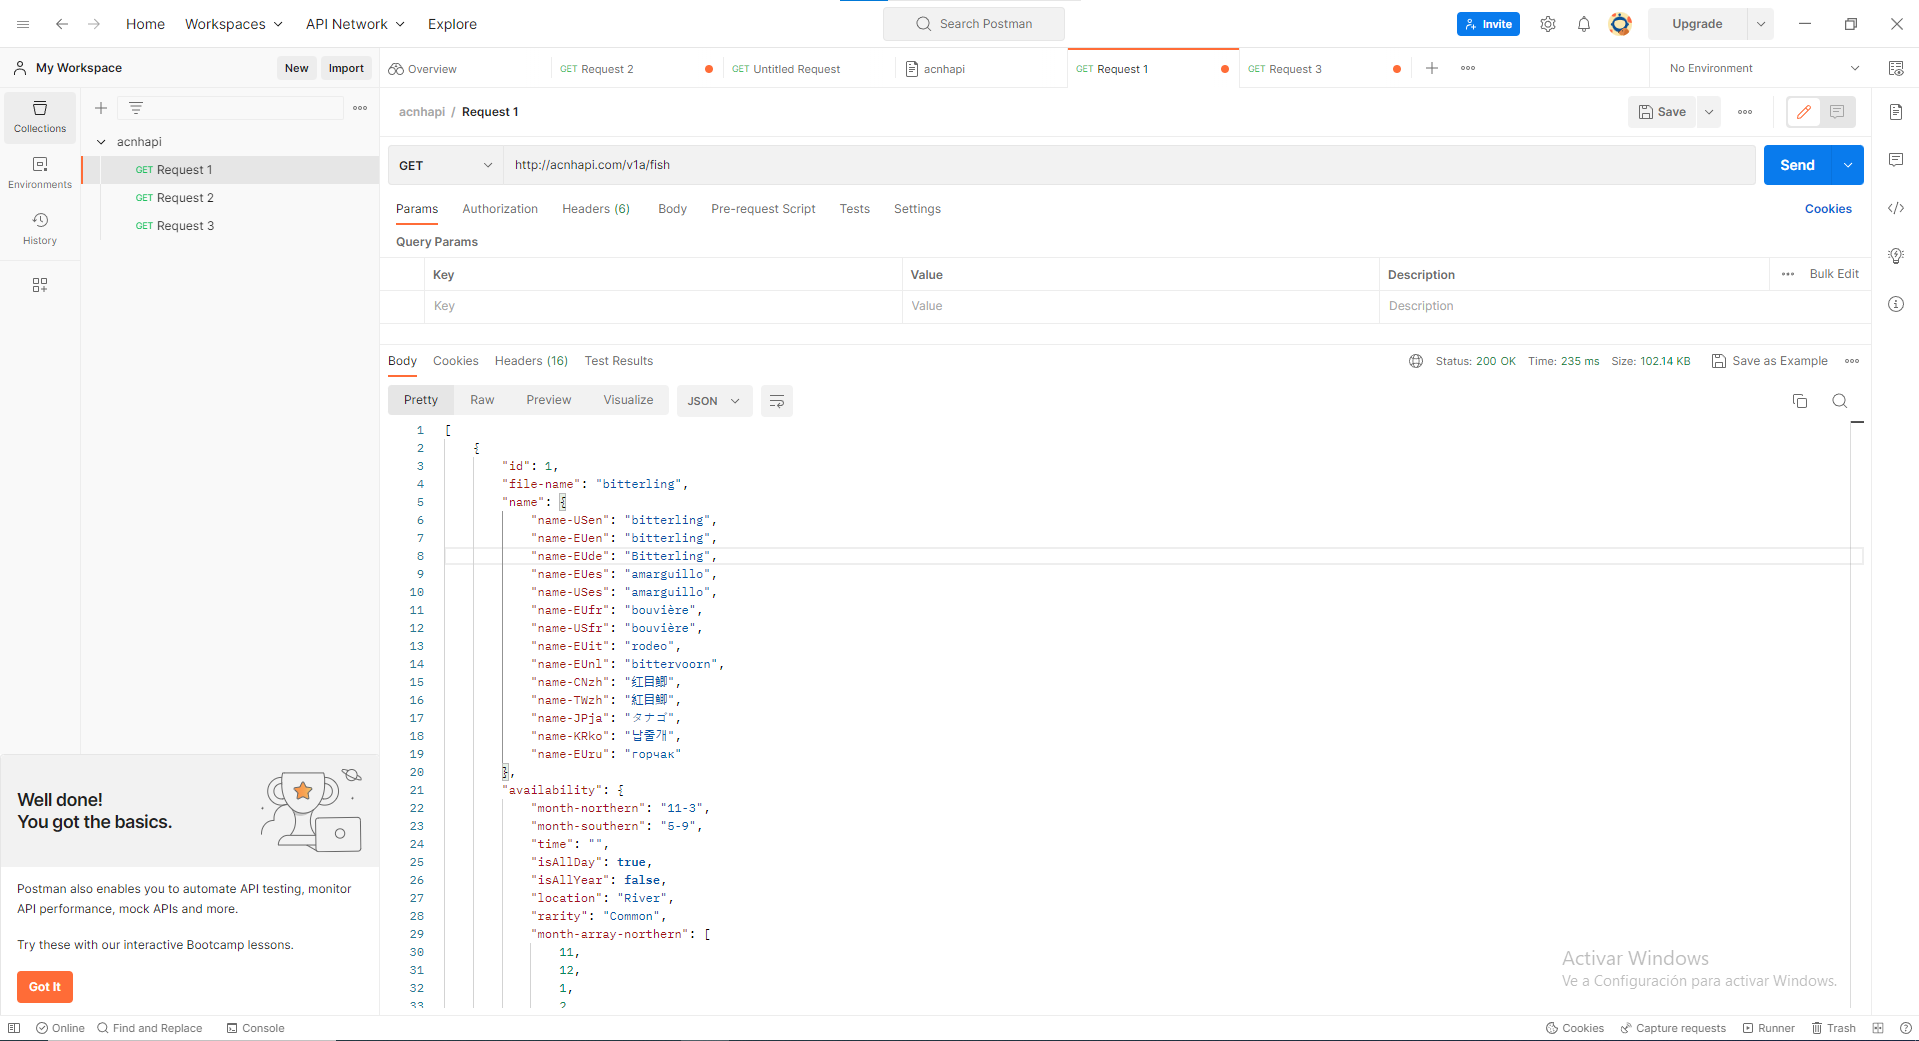 Home Workspaces API Network Explore Search Postman Invite Upgrade
My Workspace New Import Overview GET Request 2 GET Untitled Request acnhapi GET Request 1 GET Request 3 No Environment
Collections
Environments
History
acnhapi
GET Request 1
GET Request 2
GET Request 3
acnhapi / Request 1 Save
GET http://acnhapi.com/v1a/fish Send
Params Authorization Headers (6) Body Pre-request Script Tests Settings Cookies
Query Params
Key Value Description Bulk Edit
Key Value Description
Body Cookies Headers (16) Test Results Status: 200 OK Time: 235 ms Size: 102.14 KB Save as Example
Pretty Raw Preview Visualize JSON
1 [
2 {
3 "id": 1,
4 "file-name": "bitterling",
5 "name": {
6 "name-USen": "bitterling",
7 "name-EUen": "bitterling",
8 "name-EUde": "Bitterling",
9 "name-EUes": "amarguillo",
10 "name-USes": "amarguillo",
11 "name-EUfr": "bouvière",
12 "name-USfr": "bouvière",
13 "name-EUit": "rodeo",
14 "name-EUnl": "bittervoorn",
15 "name-CNzh": "红目鲫",
16 "name-TWzh": "紅目鯽",
17 "name-JPja": "タナゴ",
18 "name-KRko": "납줄개",
19 "name-EUru": "горчак"
20 },
21 "availability": {
22 "month-northern": "11-3",
23 "month-southern": "5-9",
24 "time": "",
25 "isAllDay": true,
26 "isAllYear": false,
27 "location": "River",
28 "rarity": "Common",
29 "month-array-northern": [
30 11,
31 12,
32 1,
33 2
Well done!
You got the basics.
Postman also enables you to automate API testing, monitor
API performance, mock APIs and more.
Try these with our interactive Bootcamp lessons.
Got It
Activar Windows
Ve a Configuración para activar Windows.
Online Find and Replace Console Cookies Capture requests Runner Trash